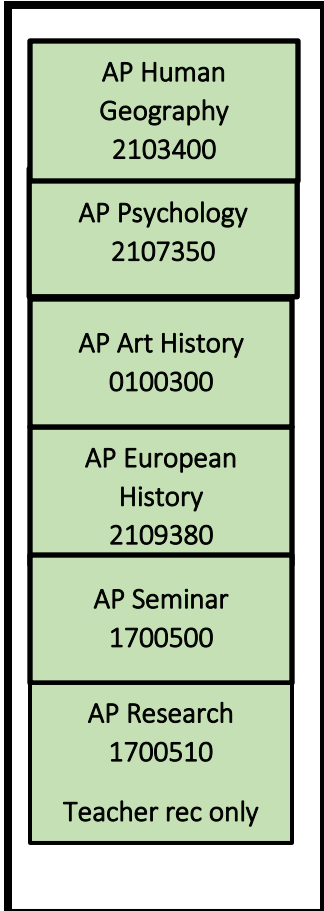 AP Human
Geography
2103400
AP Psychology
2107350
AP Art History
0100300
AP European
History
2109380
AP Seminar
1700500
AP Research
1700510
Teacher rec only